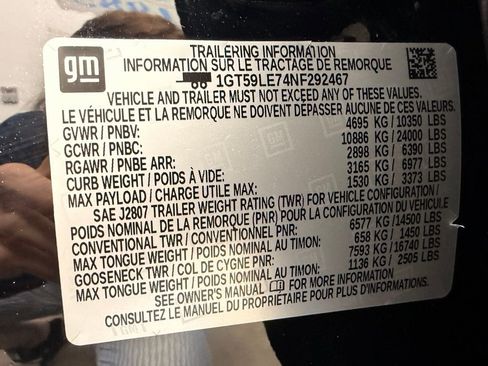 gm
TRAILERING INFORMATION
INFORMATION SUR LE TRACTAGE DE REMORQUE
1GT59LE74NF292467
VEHICLE AND TRAILER MUST NOT EXCEED ANY OF THESE VALUES.
LE VÉHICULE ET LA REMORQUE NE DOIVENT DÉPASSER AUCUNE DE CES VALEURS.
GVWR / PNBV: 4695 KG / 10350 LBS
GCWR / PNBC: 10886 KG / 24000 LBS
RGAWR / PNBE ARR: 2898 KG / 6390 LBS
CURB WEIGHT / POIDS À VIDE: 3165 KG / 6977 LBS
MAX PAYLOAD / CHARGE UTILE MAX: 1530 KG / 3373 LBS
SAE J2807 TRAILER WEIGHT RATING (TWR) FOR VEHICLE CONFIGURATION /
POIDS NOMINAL DE LA REMORQUE (PNR) POUR LA CONFIGURATION DU VÉHICULE
CONVENTIONAL TWR / CONVENTIONNEL PNR: 6577 KG / 14500 LBS
MAX TONGUE WEIGHT / POIDS NOMINAL AU TIMON: 658 KG / 1450 LBS
GOOSENECK TWR / COL DE CYGNE PNR: 7593 KG / 16740 LBS
MAX TONGUE WEIGHT / POIDS NOMINAL AU TIMON: 1136 KG / 2505 LBS
SEE OWNER'S MANUAL FOR MORE INFORMATION
CONSULTEZ LE MANUEL DU PROPRIÉTAIRE POUR PLUS D'INFORMATION